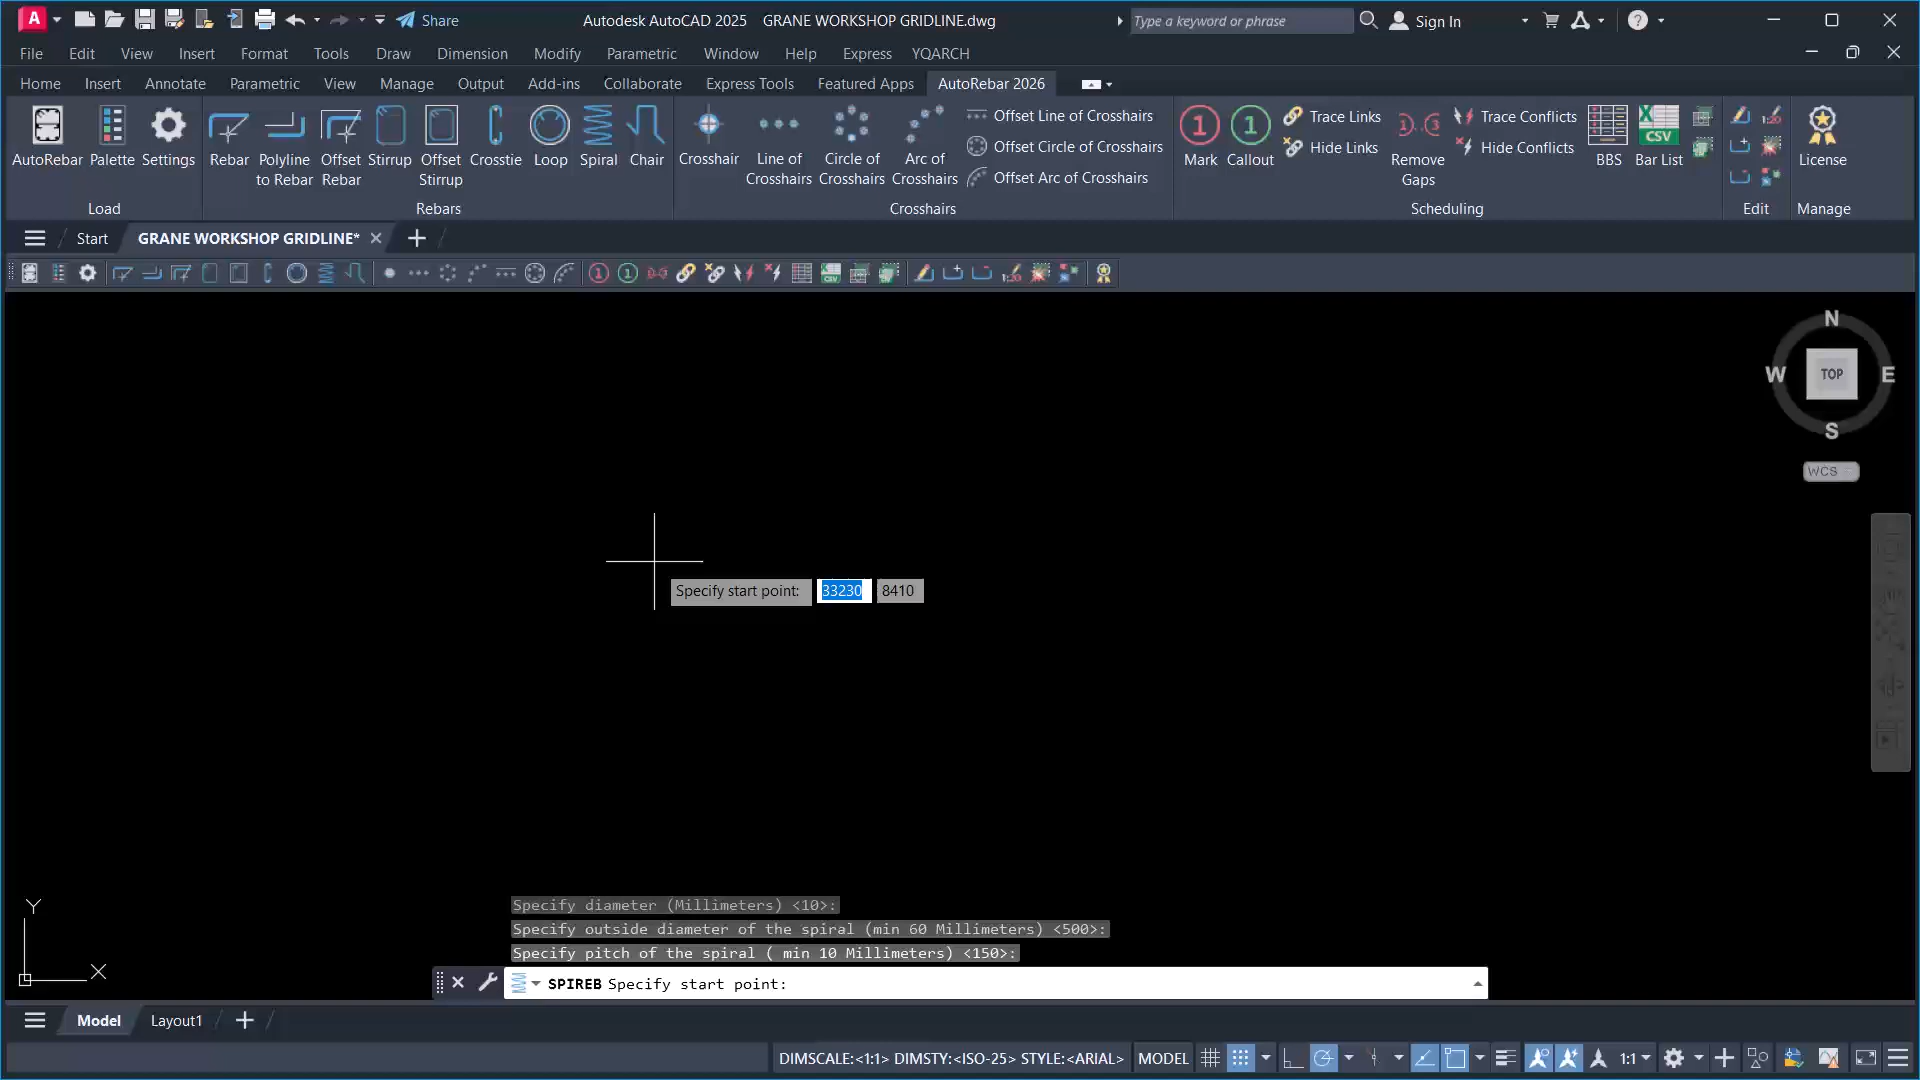 A Share Autodesk AutoCAD 2025 GRANE WORKSHOP GRIDLINE.dwg Type a keyword or phrase Sign In ?
File Edit View Insert Format Tools Draw Dimension Modify Parametric Window Help Express YQARCH
Home Insert Annotate Parametric View Manage Output Add-ins Collaborate Express Tools Featured Apps AutoRebar 2026
AutoRebar Palette Settings Rebar Polyline to Rebar Offset Rebar Stirrup Offset Stirrup Crosstie Loop Spiral Chair Crosshair Line of Crosshairs Circle of Crosshairs Arc of Crosshairs
Offset Line of Crosshairs
Offset Circle of Crosshairs
Offset Arc of Crosshairs
1 Mark 1 Callout Trace Links Hide Links 1..3 Remove Gaps Trace Conflicts Hide Conflicts BBS CSV Bar List License
Load Rebars Crosshairs Scheduling Edit Manage
Start GRANE WORKSHOP GRIDLINE*
N
W TOP E
S
WCS
Specify start point: 33230 8410
Specify diameter (Millimeters) <10>:
Specify outside diameter of the spiral (min 60 Millimeters) <500>:
Specify pitch of the spiral ( min 10 Millimeters) <150>:
Y
X
SPIREB Specify start point:
Model Layout1
DIMSCALE:<1:1> DIMSTY:<ISO-25> STYLE:<ARIAL> MODEL 1:1